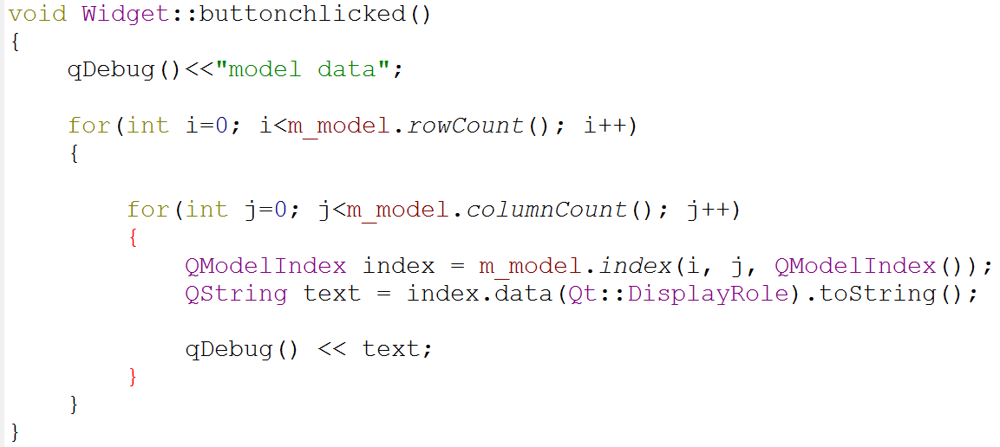 void Widget::buttonchlicked()
{
    qDebug()<<"model data";
    for(int i=0; i<m_model.rowCount(); i++)
    {
        for(int j=0; j<m_model.columnCount(); j++)
        {
            QModelIndex index = m_model.index(i, j, QModelIndex());
            QString text = index.data(Qt::DisplayRole).toString();
            qDebug() << text;
        }
    }
}